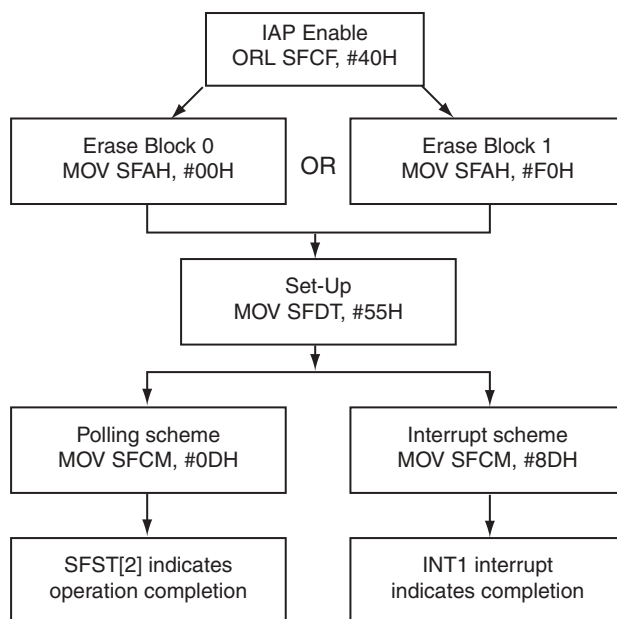 IAP Enable
ORL SFCF, #40H
Erase Block 0
MOV SFAH, #00H
OR
Erase Block 1
MOV SFAH, #F0H
Set-Up
MOV SFDT, #55H
Polling scheme
MOV SFCM, #0DH
Interrupt scheme
MOV SFCM, #8DH
SFST[2] indicates
operation completion
INT1 interrupt
indicates completion